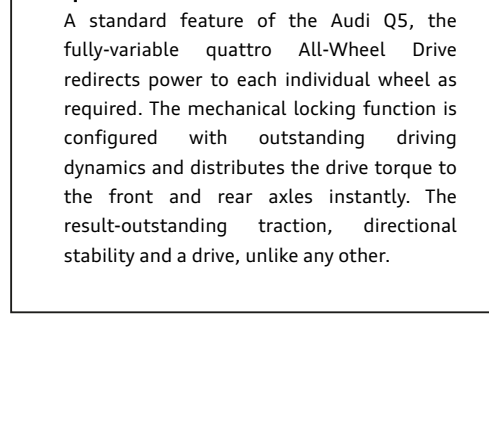 A standard feature of the Audi Q5, the
fully-variable quattro All-Wheel Drive
redirects power to each individual wheel as
required. The mechanical locking function is
configured with outstanding driving
dynamics and distributes the drive torque to
the front and rear axles instantly. The
result-outstanding traction, directional
stability and a drive, unlike any other.